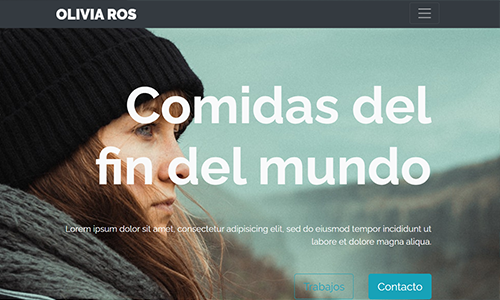 OLIVIA ROS
Comidas del
fin del mundo
Lorem ipsum dolor sit amet, consectetur adipisicing elit, sed do eiusmod tempor incididunt ut
labore et dolore magna aliqua.
Trabajos Contacto